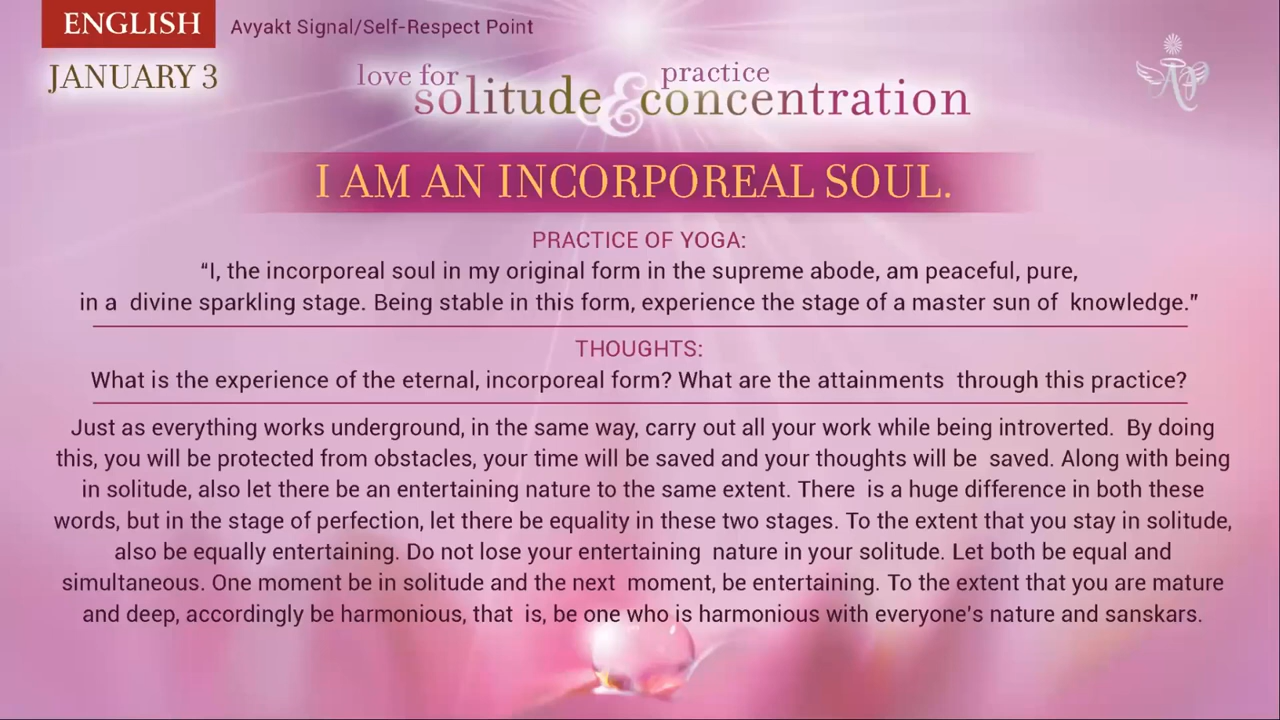 ENGLISH Avyakt Signal/Self-Respect Point
JANUARY 3
love for solitude & practice concentration
I AM AN INCORPOREAL SOUL.
PRACTICE OF YOGA:
“I, the incorporeal soul in my original form in the supreme abode, am peaceful, pure,
in a divine sparkling stage. Being stable in this form, experience the stage of a master sun of knowledge.”
THOUGHTS:
What is the experience of the eternal, incorporeal form? What are the attainments through this practice?
Just as everything works underground, in the same way, carry out all your work while being introverted. By doing
this, you will be protected from obstacles, your time will be saved and your thoughts will be saved. Along with being
in solitude, also let there be an entertaining nature to the same extent. There is a huge difference in both these
words, but in the stage of perfection, let there be equality in these two stages. To the extent that you stay in solitude,
also be equally entertaining. Do not lose your entertaining nature in your solitude. Let both be equal and
simultaneous. One moment be in solitude and the next moment, be entertaining. To the extent that you are mature
and deep, accordingly be harmonious, that is, be one who is harmonious with everyone's nature and sanskars.